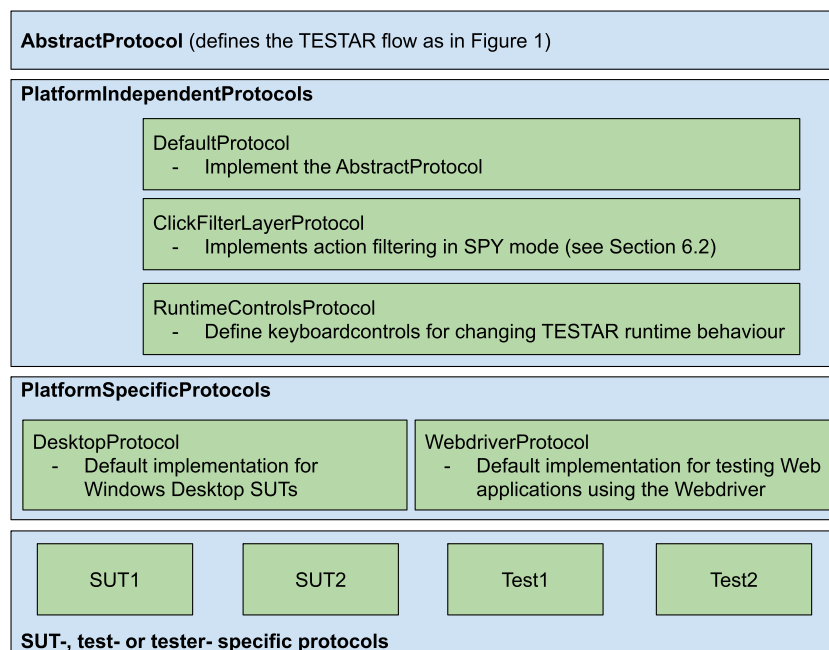 AbstractProtocol (defines the TESTAR flow as in Figure 1)
PlatformIndependentProtocols
DefaultProtocol
- Implement the AbstractProtocol
ClickFilterLayerProtocol
- Implements action filtering in SPY mode (see Section 6.2)
RuntimeControlsProtocol
- Define keyboardcontrols for changing TESTAR runtime behaviour
PlatformSpecificProtocols
DesktopProtocol
- Default implementation for
Windows Desktop SUTs
WebdriverProtocol
- Default implementation for testing Web
applications using the Webdriver
SUT1
SUT2
Test1
Test2
SUT-, test- or tester- specific protocols